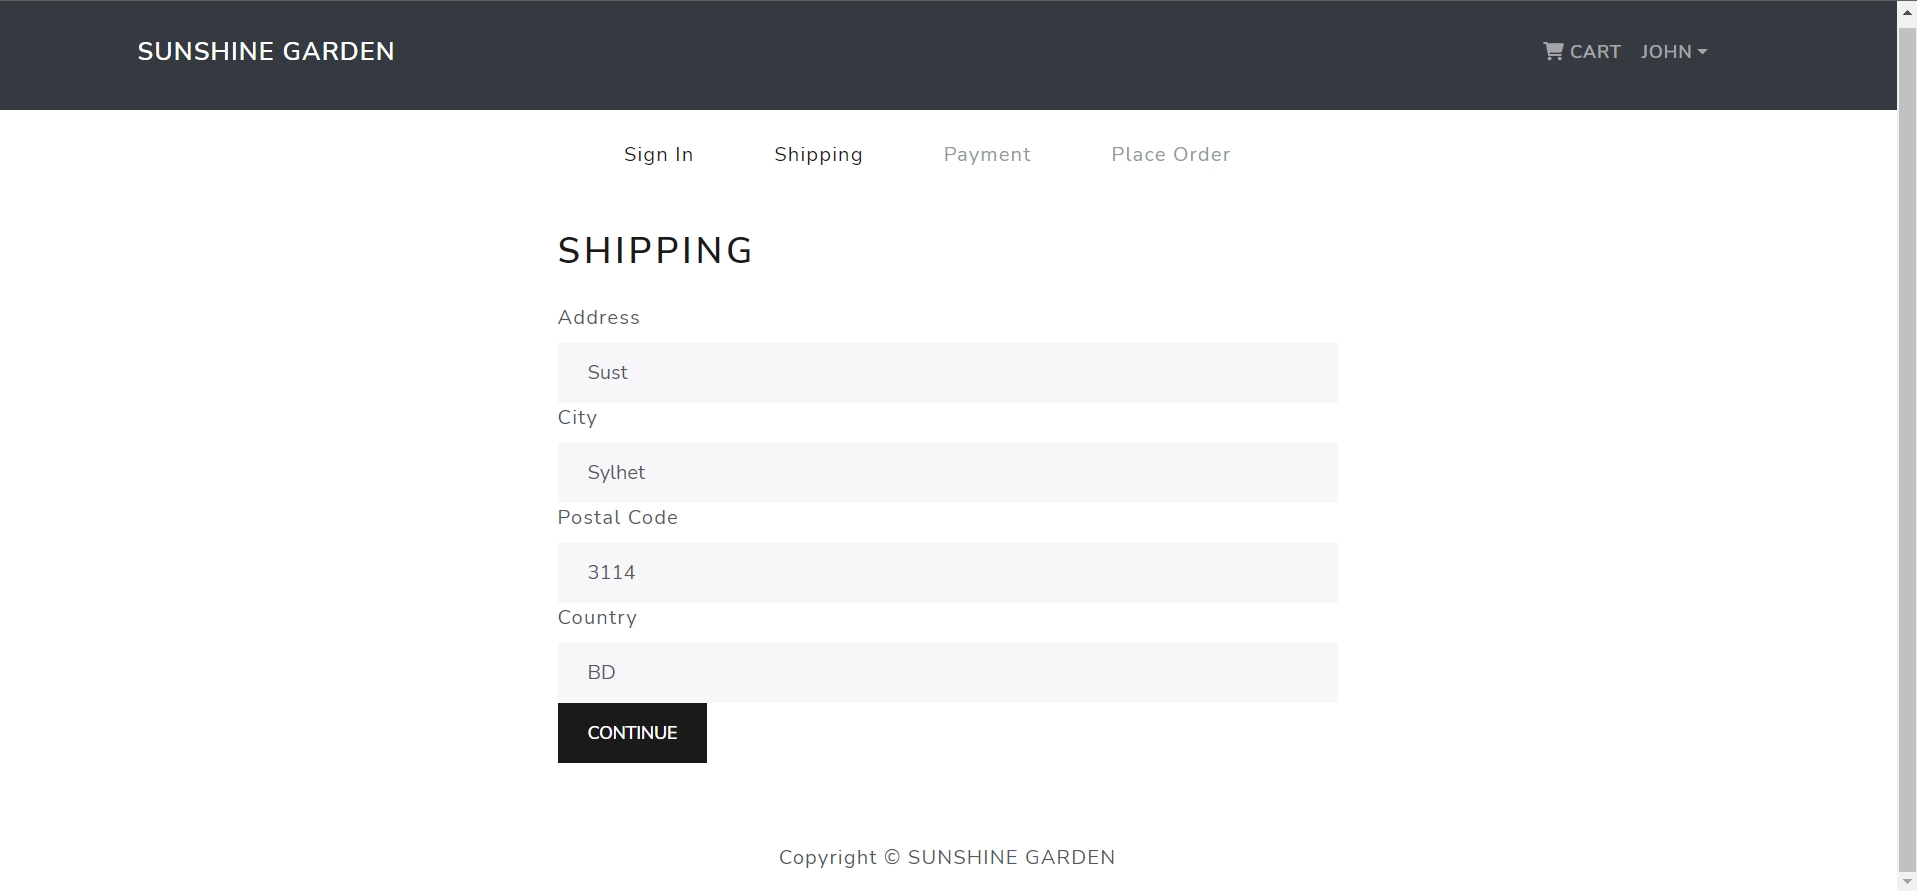 SUNSHINE GARDEN CART JOHN
Sign In Shipping Payment Place Order
SHIPPING
Address
Sust
City
Sylhet
Postal Code
3114
Country
BD
CONTINUE
Copyright © SUNSHINE GARDEN